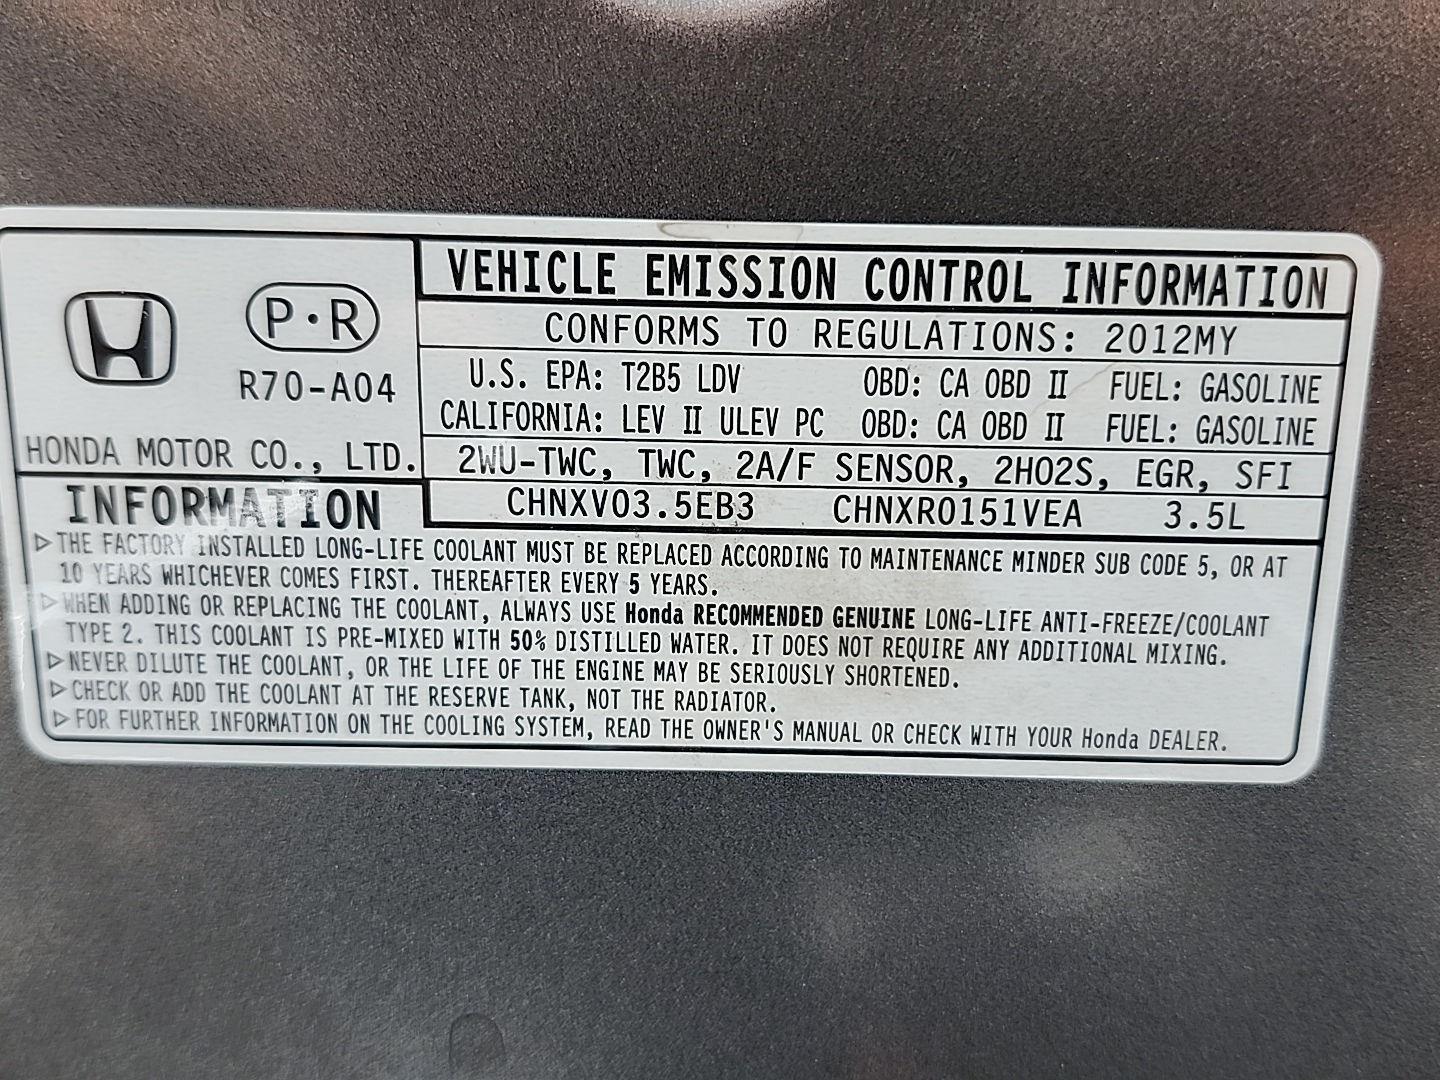 P·R
R70-A04
HONDA MOTOR CO., LTD.
VEHICLE EMISSION CONTROL INFORMATION
CONFORMS TO REGULATIONS: 2012MY
U.S. EPA: T2B5 LDV OBD: CA OBD II FUEL: GASOLINE
CALIFORNIA: LEV II ULEV PC OBD: CA OBD II FUEL: GASOLINE
2WU-TWC, TWC, 2A/F SENSOR, 2HO2S, EGR, SFI
CHNXV03.5EB3 CHNXR0151VEA 3.5L
INFORMATION
▷THE FACTORY INSTALLED LONG-LIFE COOLANT MUST BE REPLACED ACCORDING TO MAINTENANCE MINDER SUB CODE 5, OR AT
10 YEARS WHICHEVER COMES FIRST. THEREAFTER EVERY 5 YEARS.
▷WHEN ADDING OR REPLACING THE COOLANT, ALWAYS USE Honda RECOMMENDED GENUINE LONG-LIFE ANTI-FREEZE/COOLANT
TYPE 2. THIS COOLANT IS PRE-MIXED WITH 50% DISTILLED WATER. IT DOES NOT REQUIRE ANY ADDITIONAL MIXING.
▷NEVER DILUTE THE COOLANT, OR THE LIFE OF THE ENGINE MAY BE SERIOUSLY SHORTENED.
▷CHECK OR ADD THE COOLANT AT THE RESERVE TANK, NOT THE RADIATOR.
▷FOR FURTHER INFORMATION ON THE COOLING SYSTEM, READ THE OWNER'S MANUAL OR CHECK WITH YOUR Honda DEALER.